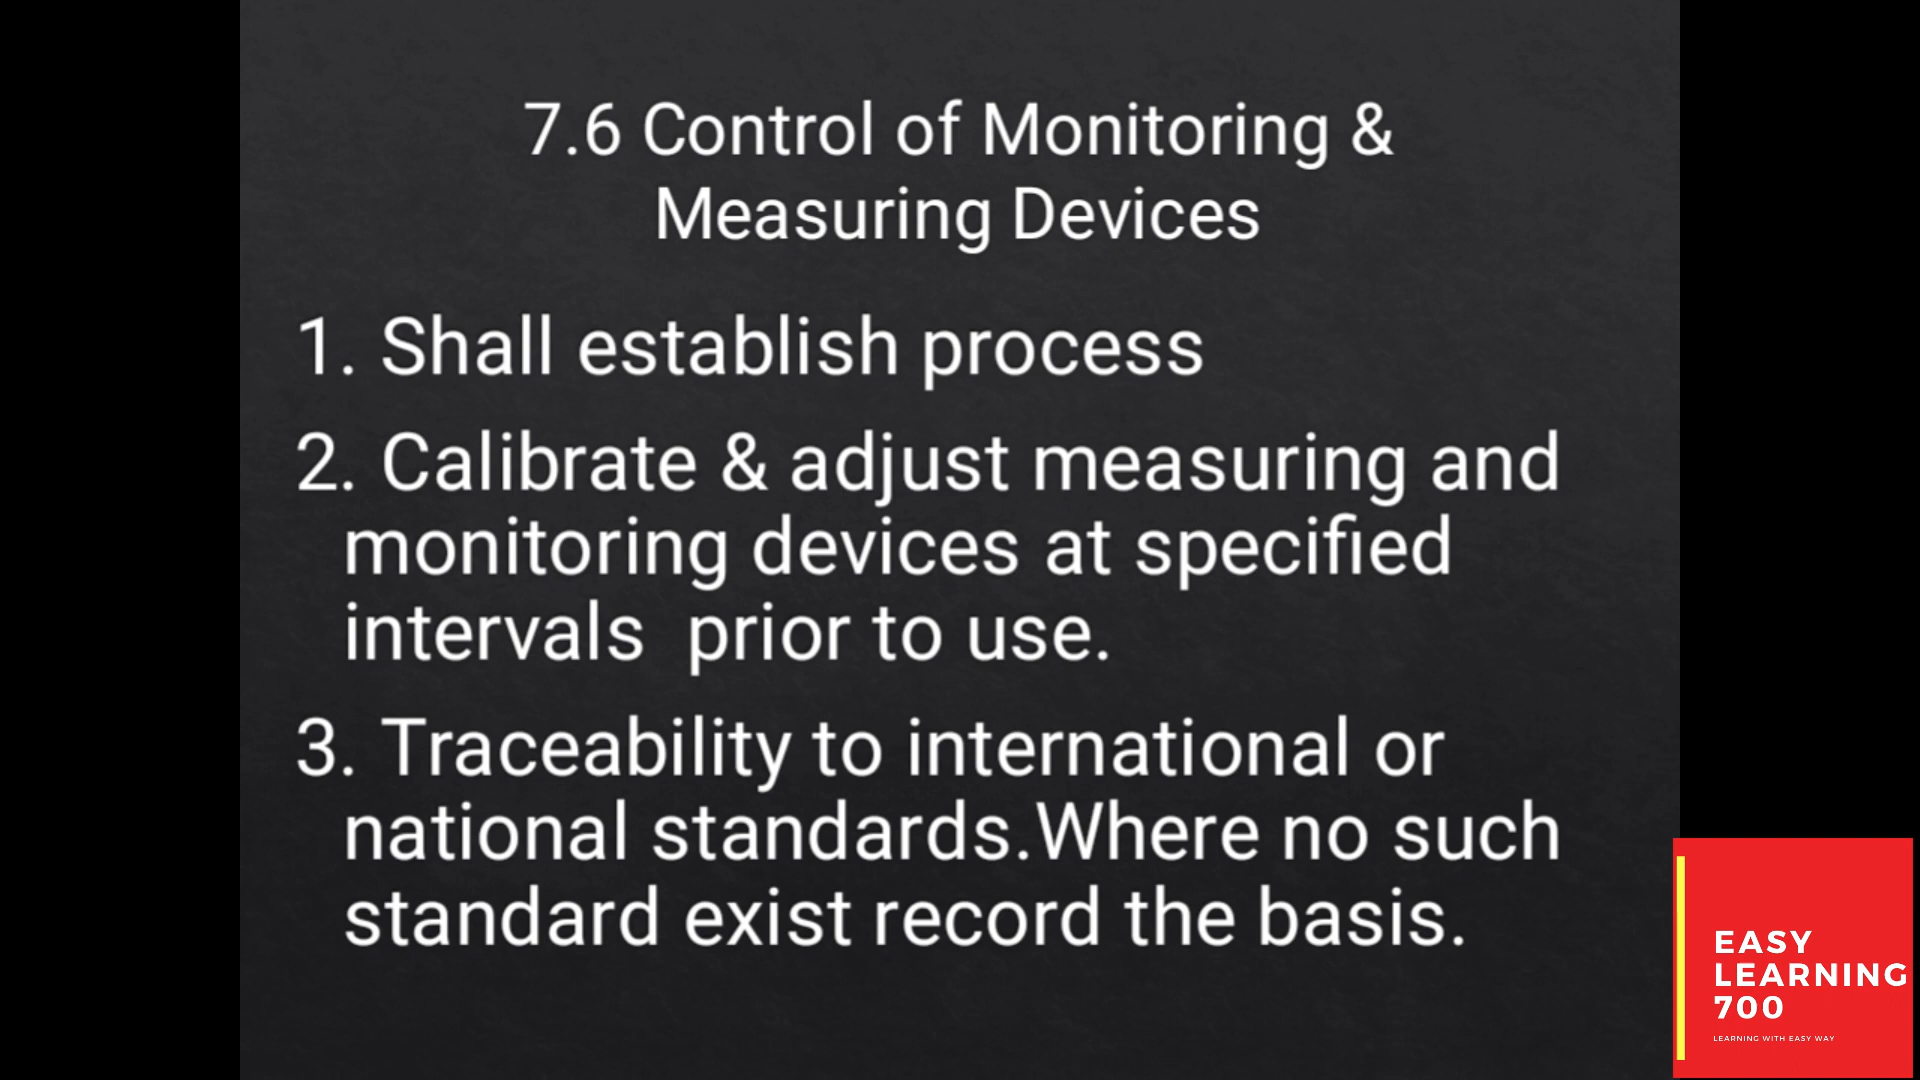 7.6 Control of Monitoring &
Measuring Devices
1. Shall establish process
2. Calibrate & adjust measuring and
monitoring devices at specified
intervals  prior to use.
3. Traceability to international or
national standards.Where no such
standard exist record the basis.
EASY
LEARNING
700
LEARNING WITH EASY WAY